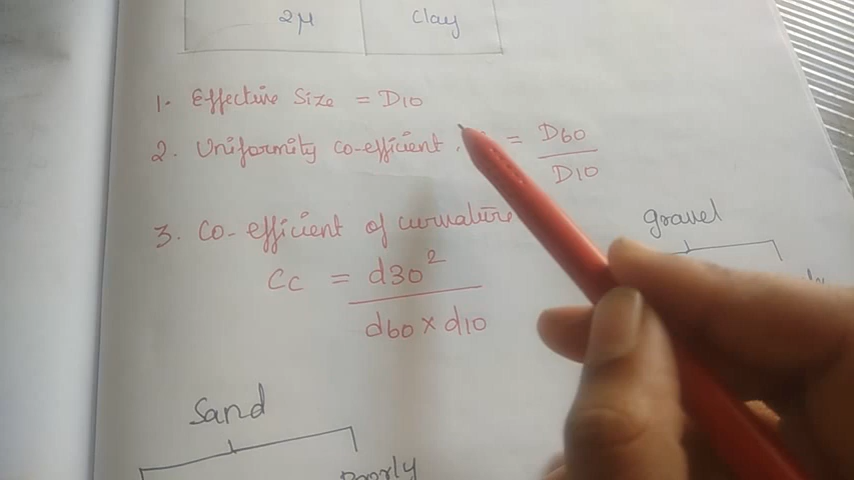 2μ Clay
1. Effective Size = D10
2. Uniformity co-efficient = D60
D10
3. Co-efficient of curvature
Cc = d30²
d60 × d10
gravel
Sand
Poorly